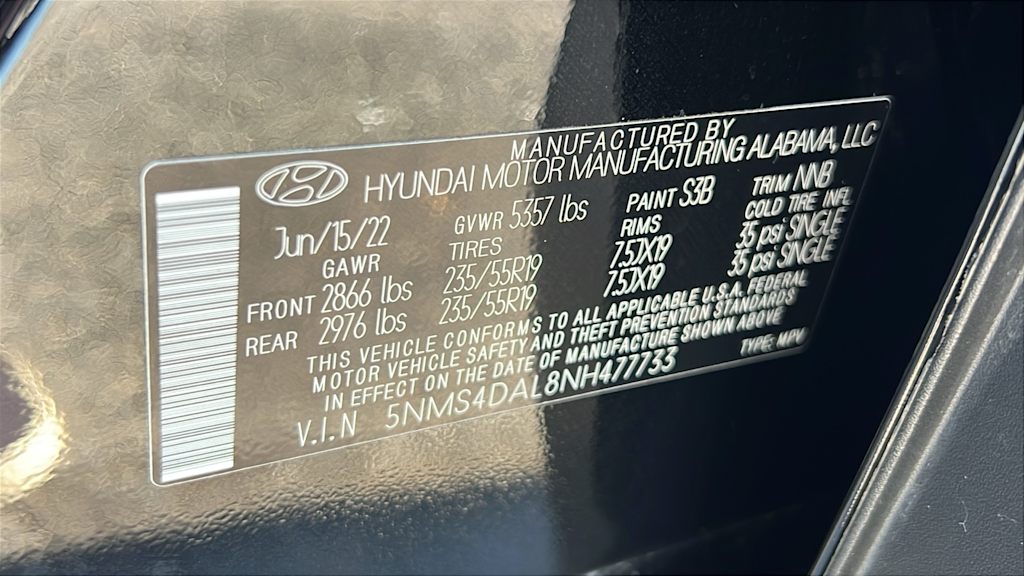 MANUFACTURED BY
HYUNDAI MOTOR MANUFACTURING ALABAMA, LLC
Jun/15/22 GVWR 5357 lbs PAINT S3B TRIM NNB
GAWR TIRES RIMS COLD TIRE INFL
FRONT 2866 lbs 235/55R19 7.5JX19 35 psi SINGLE
REAR 2976 lbs 235/55R19 7.5JX19 35 psi SINGLE
THIS VEHICLE CONFORMS TO ALL APPLICABLE U.S.A. FEDERAL
MOTOR VEHICLE SAFETY AND THEFT PREVENTION STANDARDS
IN EFFECT ON THE DATE OF MANUFACTURE SHOWN ABOVE
V.I.N 5NMS4DAL8NH477733 TYPE: MPV